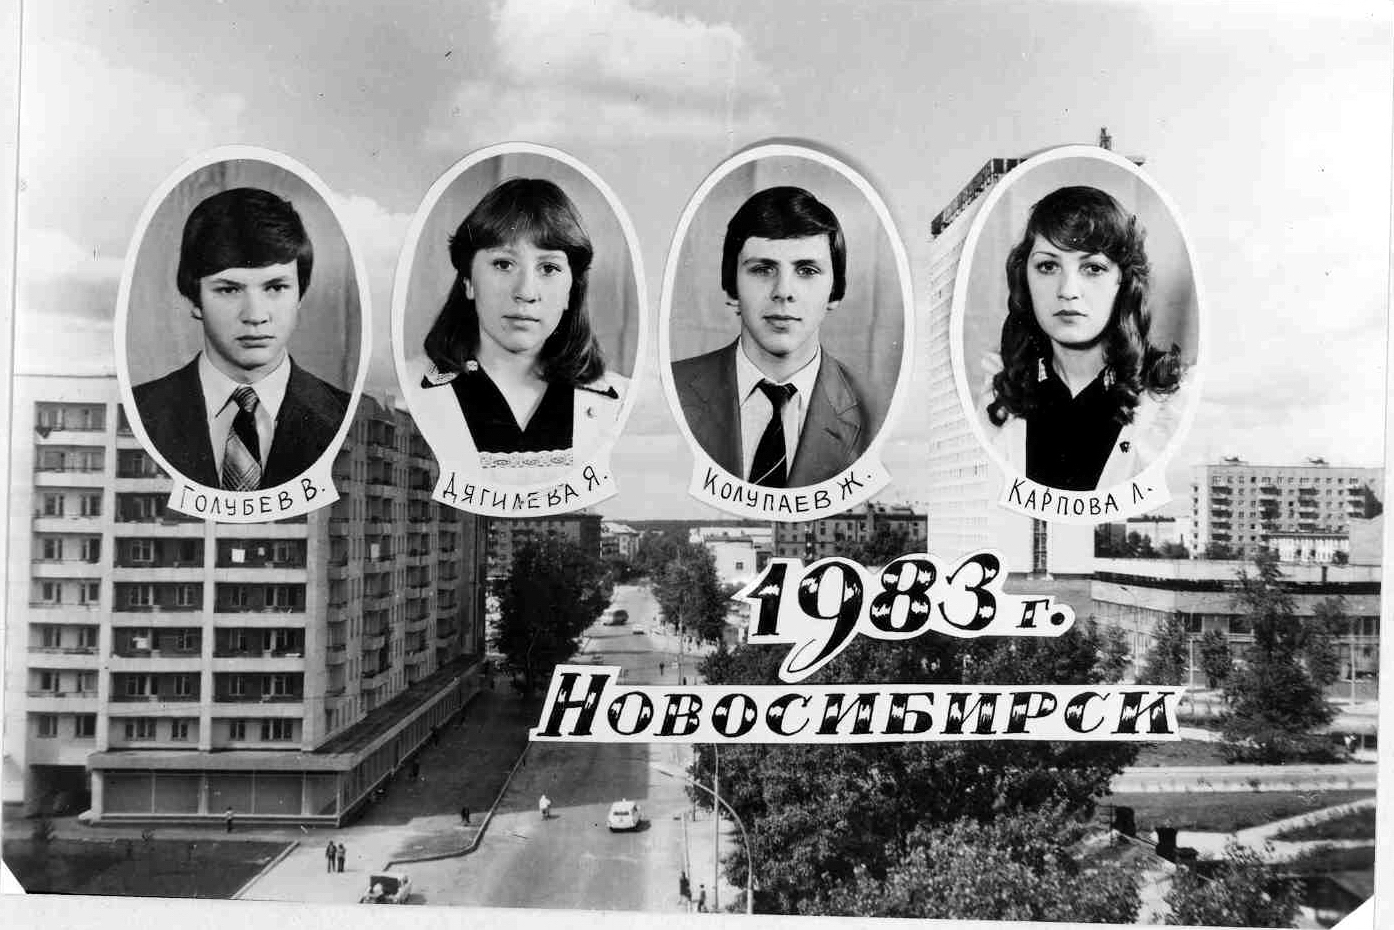 ГОЛУБЕВ В.
ДЯГИЛЕВА Я.
КОЛУПАЕВ Ж.
КАРПОВА Л.
1983 г.
НОВОСИБИРСК